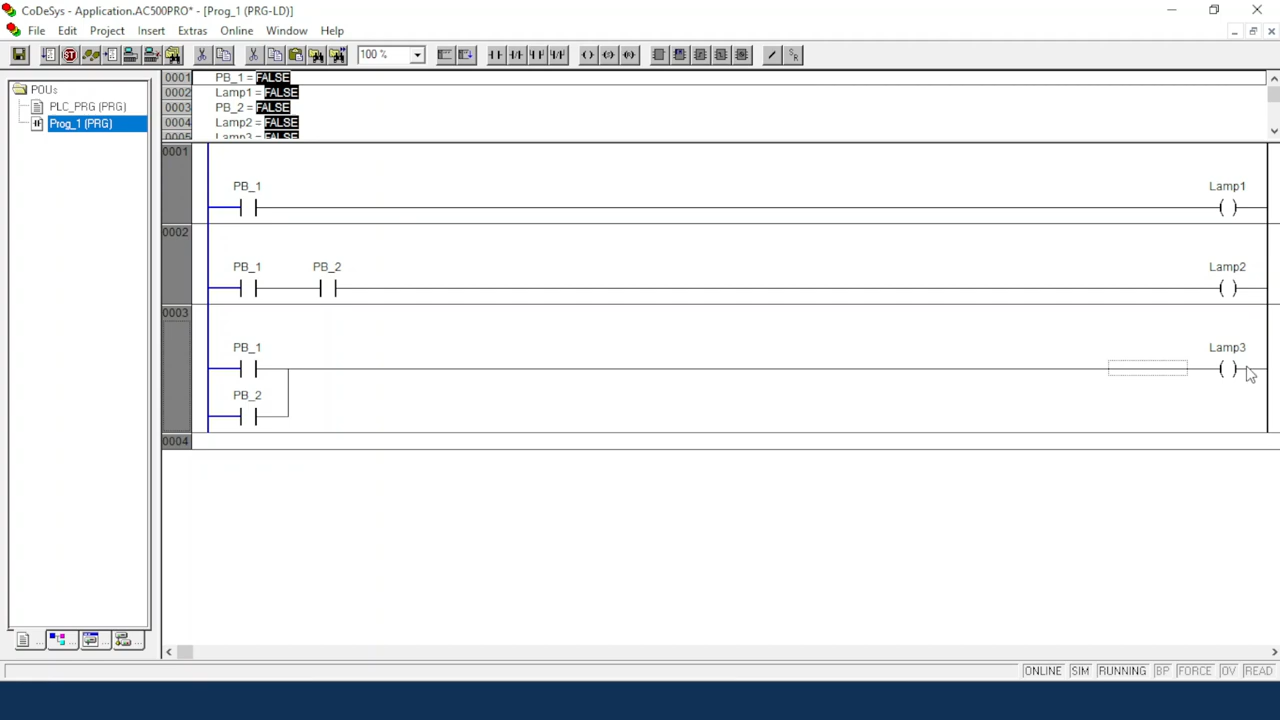 CoDeSys - Application.AC500PRO* - [Prog_1 (PRG-LD)]
File Edit Project Insert Extras Online Window Help
100 %
POUs
PLC_PRG (PRG)
Prog_1 (PRG)
0001 PB_1 = FALSE
0002 Lamp1 = FALSE
0003 PB_2 = FALSE
0004 Lamp2 = FALSE
0005 Lamp3 = FALSE
0001
PB_1 Lamp1
0002
PB_1 PB_2 Lamp2
0003
PB_1 Lamp3
PB_2
0004
ONLINE SIM RUNNING BP FORCE OV READ